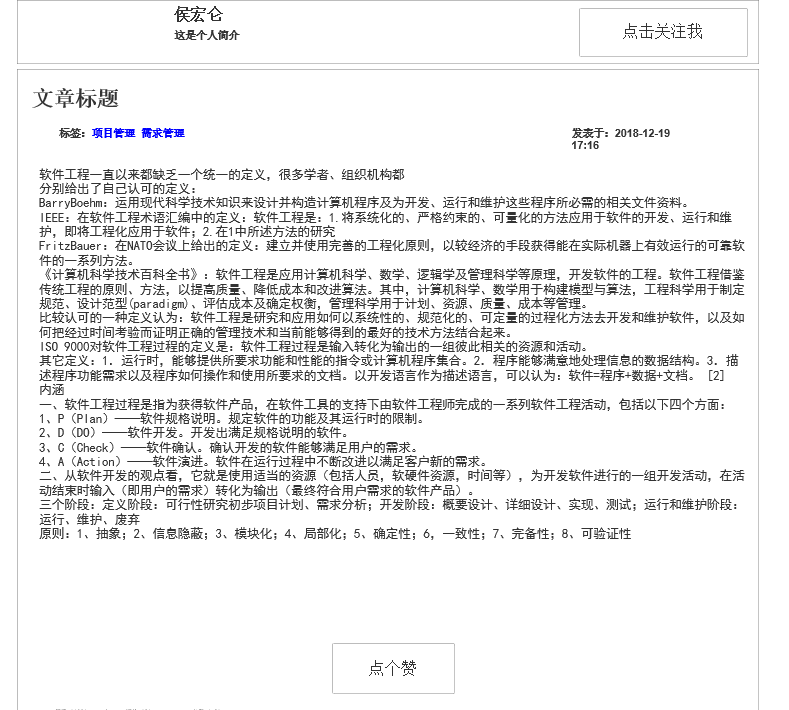 侯宏仑
这是个人简介
点击关注我
文章标题
标签：项目管理 需求管理
发表于：2018-12-19
17:16
软件工程一直以来都缺乏一个统一的定义，很多学者、组织机构都
分别给出了自己认可的定义：
BarryBoehm：运用现代科学技术知识来设计并构造计算机程序及为开发、运行和维护这些程序所必需的相关文件资料。
IEEE：在软件工程术语汇编中的定义：软件工程是：1.将系统化的、严格约束的、可量化的方法应用于软件的开发、运行和维
护，即将工程化应用于软件；2.在1中所述方法的研究
FritzBauer：在NATO会议上给出的定义：建立并使用完善的工程化原则，以较经济的手段获得能在实际机器上有效运行的可靠软
件的一系列方法。
《计算机科学技术百科全书》：软件工程是应用计算机科学、数学、逻辑学及管理科学等原理，开发软件的工程。软件工程借鉴
传统工程的原则、方法，以提高质量、降低成本和改进算法。其中，计算机科学、数学用于构建模型与算法，工程科学用于制定
规范、设计范型(paradigm)、评估成本及确定权衡，管理科学用于计划、资源、质量、成本等管理。
比较认可的一种定义认为：软件工程是研究和应用如何以系统性的、规范化的、可定量的过程化方法去开发和维护软件，以及如
何把经过时间考验而证明正确的管理技术和当前能够得到的最好的技术方法结合起来。
ISO 9000对软件工程过程的定义是：软件工程过程是输入转化为输出的一组彼此相关的资源和活动。
其它定义：1．运行时，能够提供所要求功能和性能的指令或计算机程序集合。2．程序能够满意地处理信息的数据结构。3．描
述程序功能需求以及程序如何操作和使用所要求的文档。以开发语言作为描述语言，可以认为：软件=程序+数据+文档。 [2]
内涵
一、软件工程过程是指为获得软件产品，在软件工具的支持下由软件工程师完成的一系列软件工程活动，包括以下四个方面：
1、P（Plan）——软件规格说明。规定软件的功能及其运行时的限制。
2、D（DO）——软件开发。开发出满足规格说明的软件。
3、C（Check）——软件确认。确认开发的软件能够满足用户的需求。
4、A（Action）——软件演进。软件在运行过程中不断改进以满足客户新的需求。
二、从软件开发的观点看，它就是使用适当的资源（包括人员，软硬件资源，时间等），为开发软件进行的一组开发活动，在活
动结束时输入（即用户的需求）转化为输出（最终符合用户需求的软件产品）。
三个阶段：定义阶段：可行性研究初步项目计划、需求分析；开发阶段：概要设计、详细设计、实现、测试；运行和维护阶段：
运行、维护、废弃
原则：1、抽象；2、信息隐蔽；3、模块化；4、局部化；5、确定性；6，一致性；7、完备性；8、可验证性
点个赞